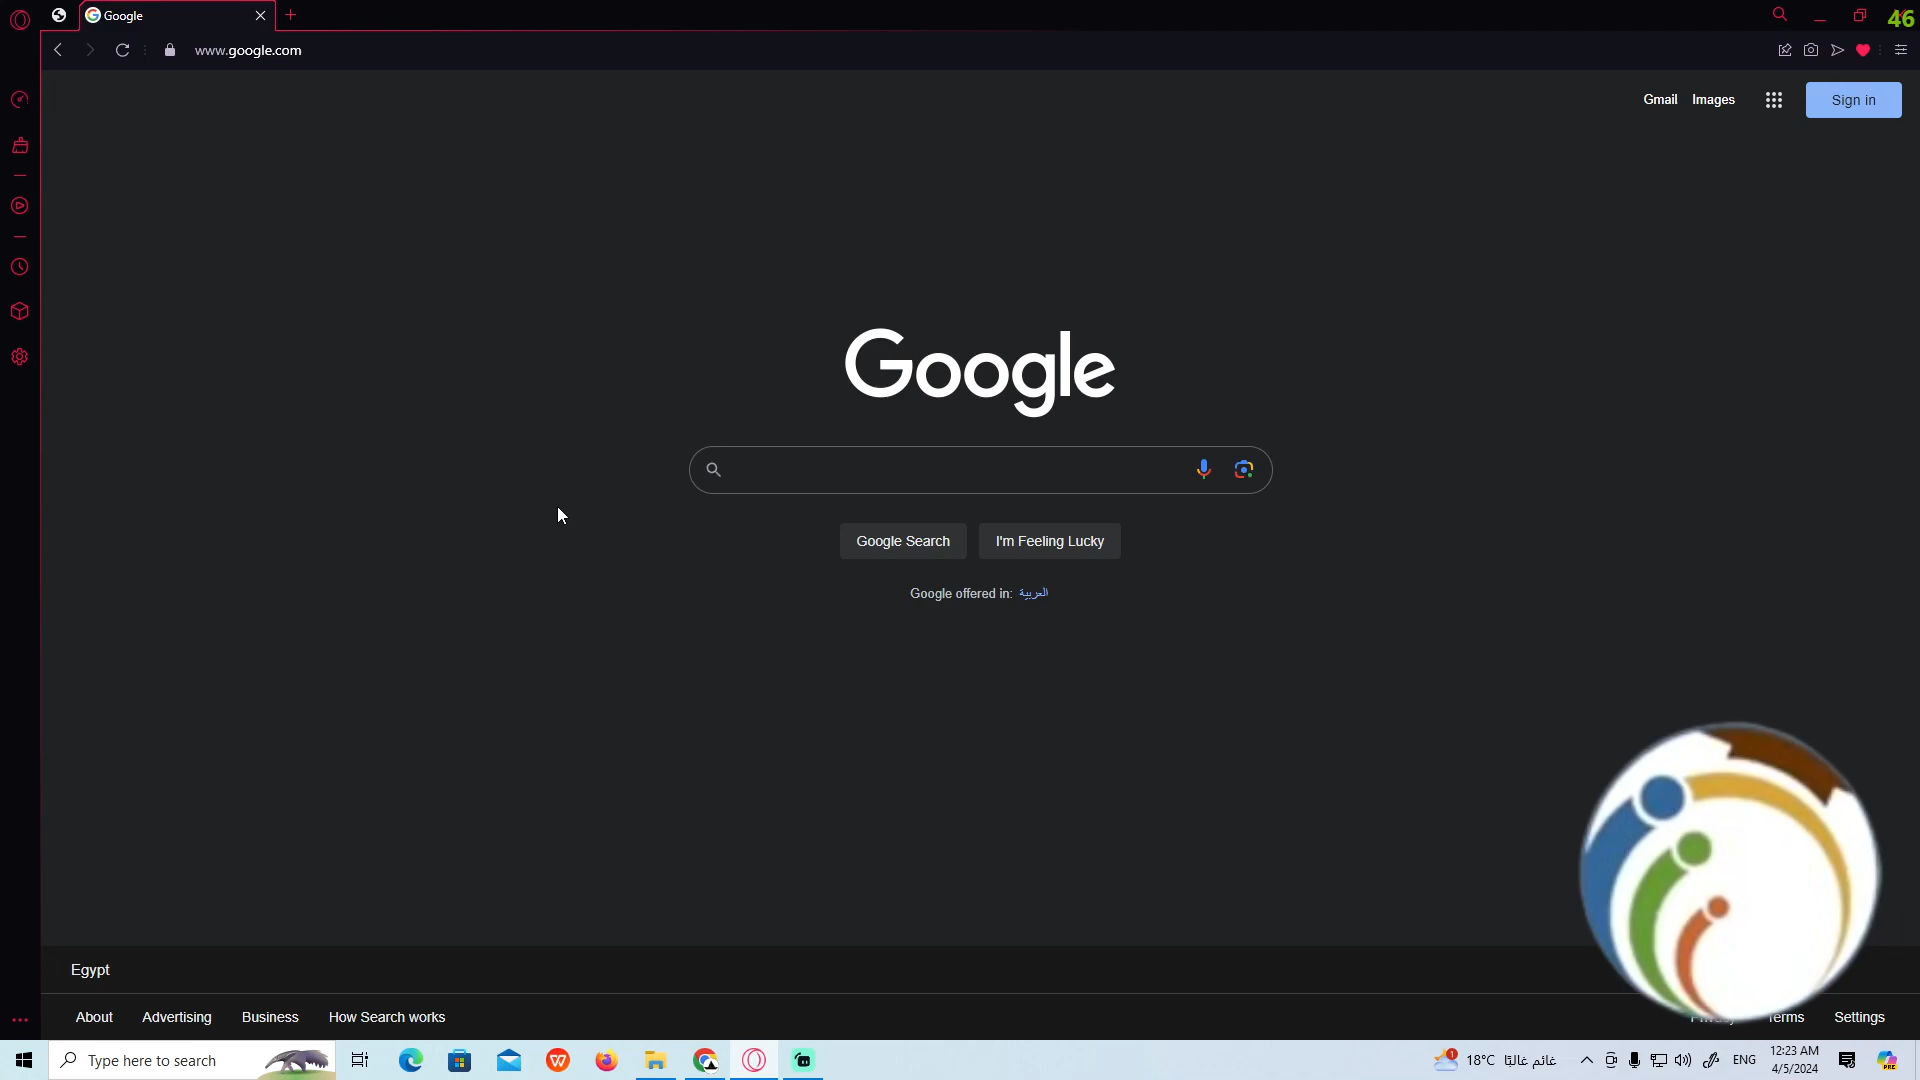 Google
46
www.google.com
Gmail Images Sign in
Google
Google Search I'm Feeling Lucky
Google offered in: العربية
Egypt
About Advertising Business How Search works Terms Settings
Type here to search
1
18°C غائم غالبًا
ENG
12:23 AM
4/5/2024
PRE